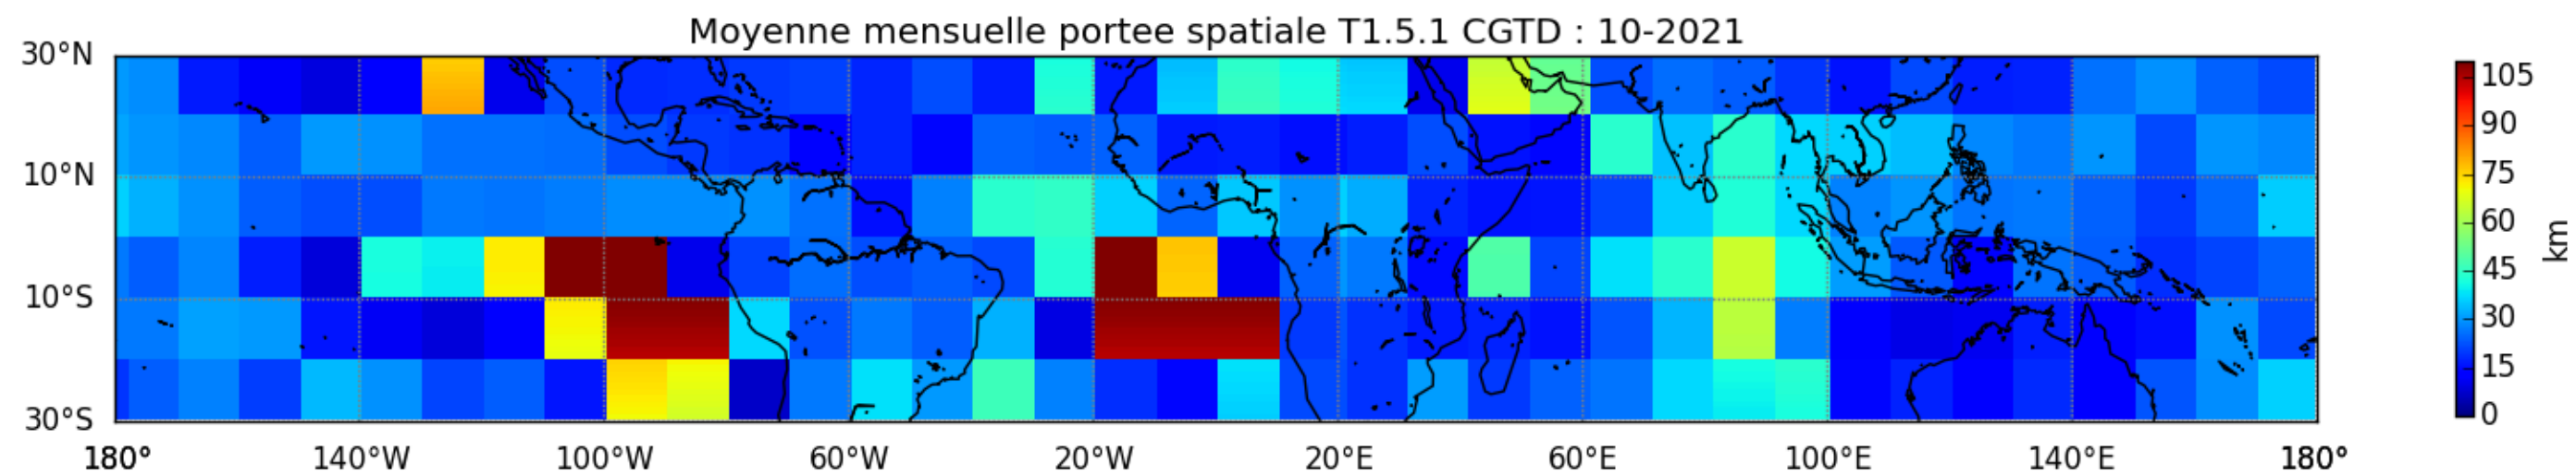 Moyenne mensuelle portee spatiale T1.5.1 CGTD : 10-2021
30°N
10°N
10°S
30°S
180° 140°W 100°W 60°W 20°W 20°E 60°E 100°E 140°E 180°
105
90
75
60
45
30
15
0
km